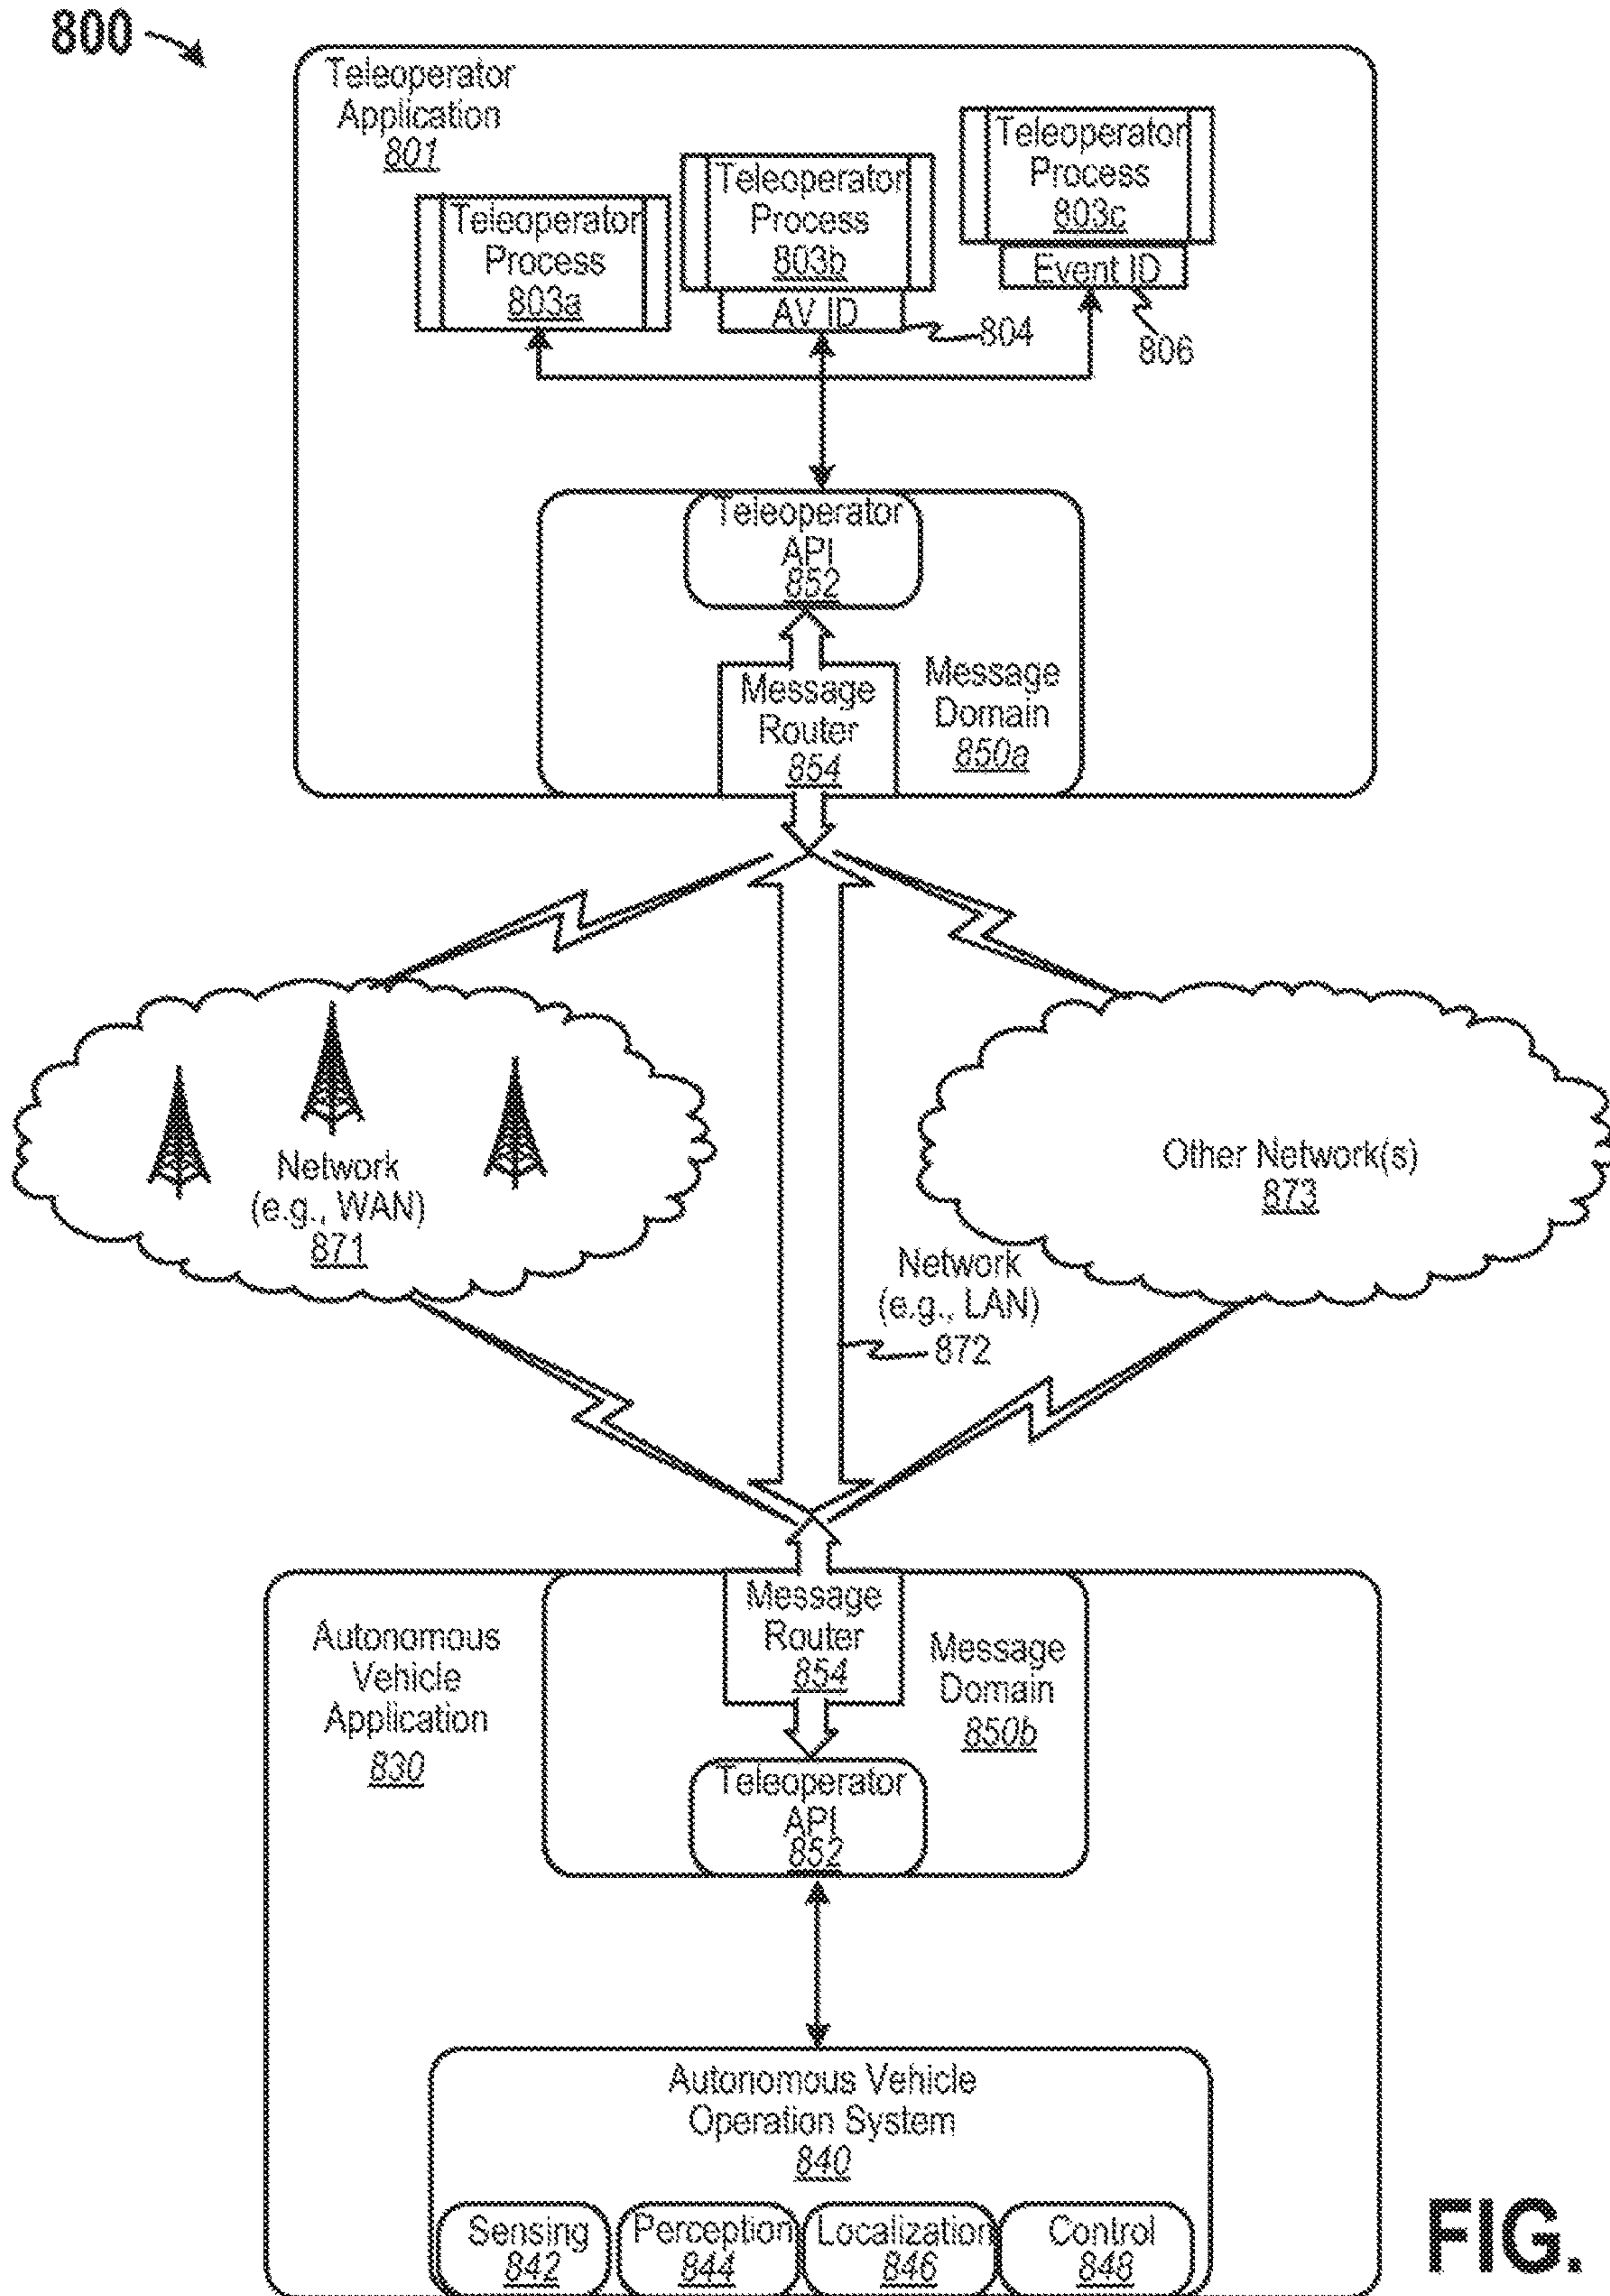 800
Teleoperator
Application
801
Teleoperator
Process
803a
Teleoperator
Process
803b
AV ID
804
Teleoperator
Process
803c
Event ID
806
Teleoperator
API
852
Message
Router
854
Message
Domain
850a
Network
(e.g., WAN)
871
Other Network(s)
873
Network
(e.g., LAN)
872
Autonomous
Vehicle
Application
830
Message
Router
854
Message
Domain
850b
Teleoperator
API
852
Autonomous Vehicle
Operation System
840
Sensing
842
Perception
844
Localization
846
Control
848
FIG.